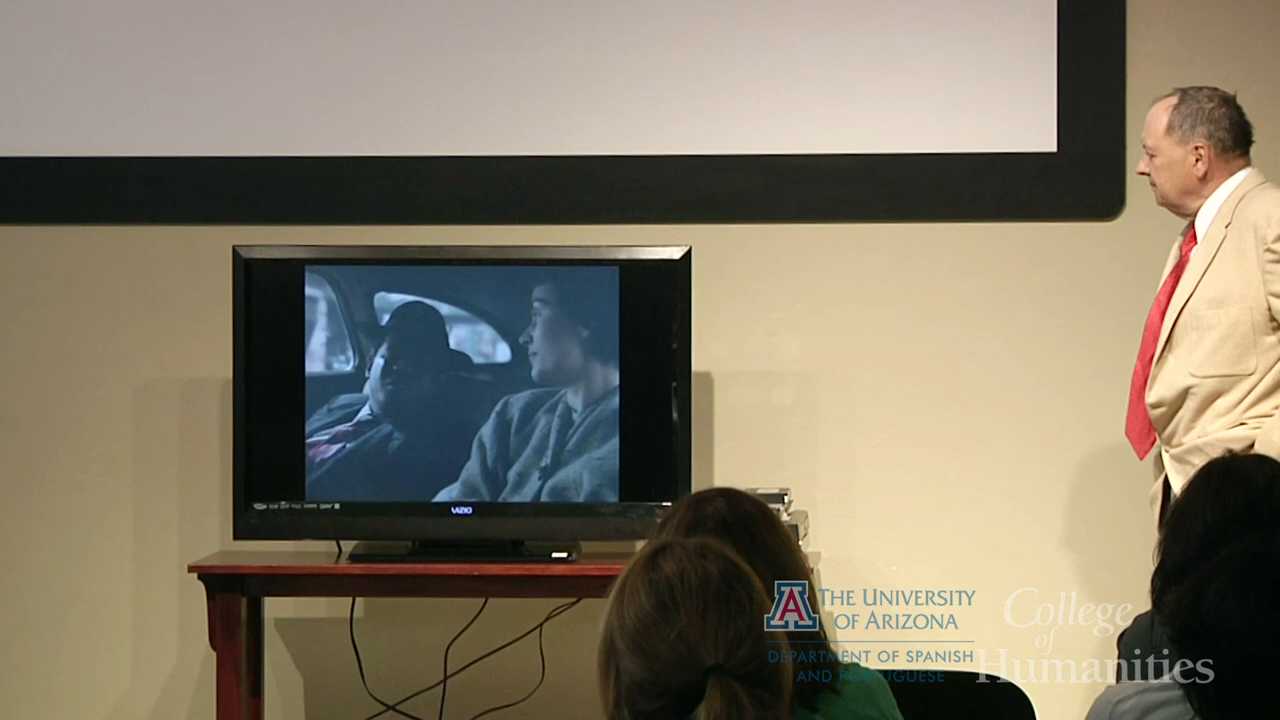 VIZIO
THE UNIVERSITY
OF ARIZONA
DEPARTMENT OF SPANISH
AND PORTUGUESE
College
of
Humanities